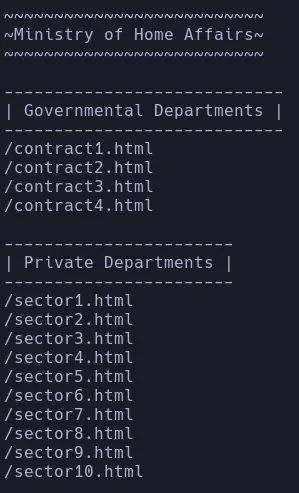 ~~~~~~~~~~~~~~~~~~~~~~~~~~
~Ministry of Home Affairs~
~~~~~~~~~~~~~~~~~~~~~~~~~~

----------------------------
| Governmental Departments |
----------------------------
/contract1.html
/contract2.html
/contract3.html
/contract4.html

-----------------------
| Private Departments |
-----------------------
/sector1.html
/sector2.html
/sector3.html
/sector4.html
/sector5.html
/sector6.html
/sector7.html
/sector8.html
/sector9.html
/sector10.html